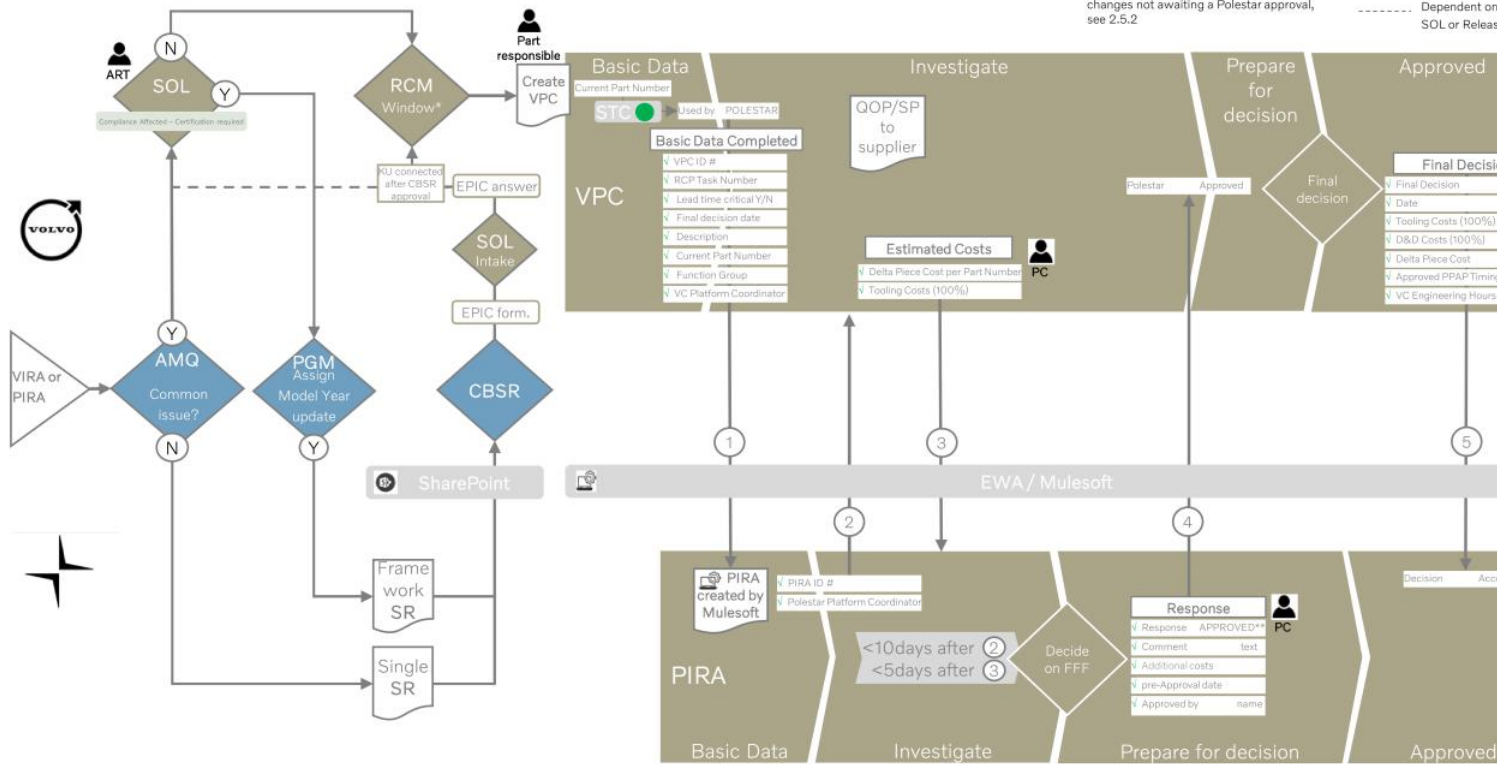 changes not awaiting a Polestar approval,
see 2.5.2
Dependent on
SOL or Releas
ART
N
SOL
Y
Compliance Affected – Certification required
RCM
Window*
Part
responsible
Create
VPC
KU connected
after CBSR
approval
EPIC answer
SOL
Intake
EPIC form.
VOLVO
VIRA or
PIRA
Y
AMQ
Common
issue?
N
PGM
Assign
Model Year
update
Y
CBSR
SharePoint
Frame
work
SR
Single
SR
Basic Data
Investigate
Prepare
for
decision
Approved
Current Part Number
STC
Used by POLESTAR
Basic Data Completed
√ VPC ID #
√ RCP Task Number
√ Lead time critical Y/N
√ Final decision date
√ Description
√ Current Part Number
√ Function Group
√ VC Platform Coordinator
VPC
QOP/SP
to
supplier
Estimated Costs
√ Delta Piece Cost per Part Number
√ Tooling Costs (100%)
PC
Polestar Approved
Final
decision
Final Decisi
√ Final Decision
√ Date
√ Tooling Costs (100%)
√ D&D Costs (100%)
√ Delta Piece Cost
√ Approved PPAP Timing
√ VC Engineering Hours
1
3
5
EWA / Mulesoft
2
4
PIRA
created by
Mulesoft
√ PIRA ID #
√ Polestar Platform Coordinator
PIRA
<10days after 2
<5days after 3
Decide
on FFF
Response
√ Response APPROVED**
√ Comment text
√ Additional costs
√ pre-Approval date
√ Approved by name
PC
Decision Acce
Basic Data
Investigate
Prepare for decision
Approved